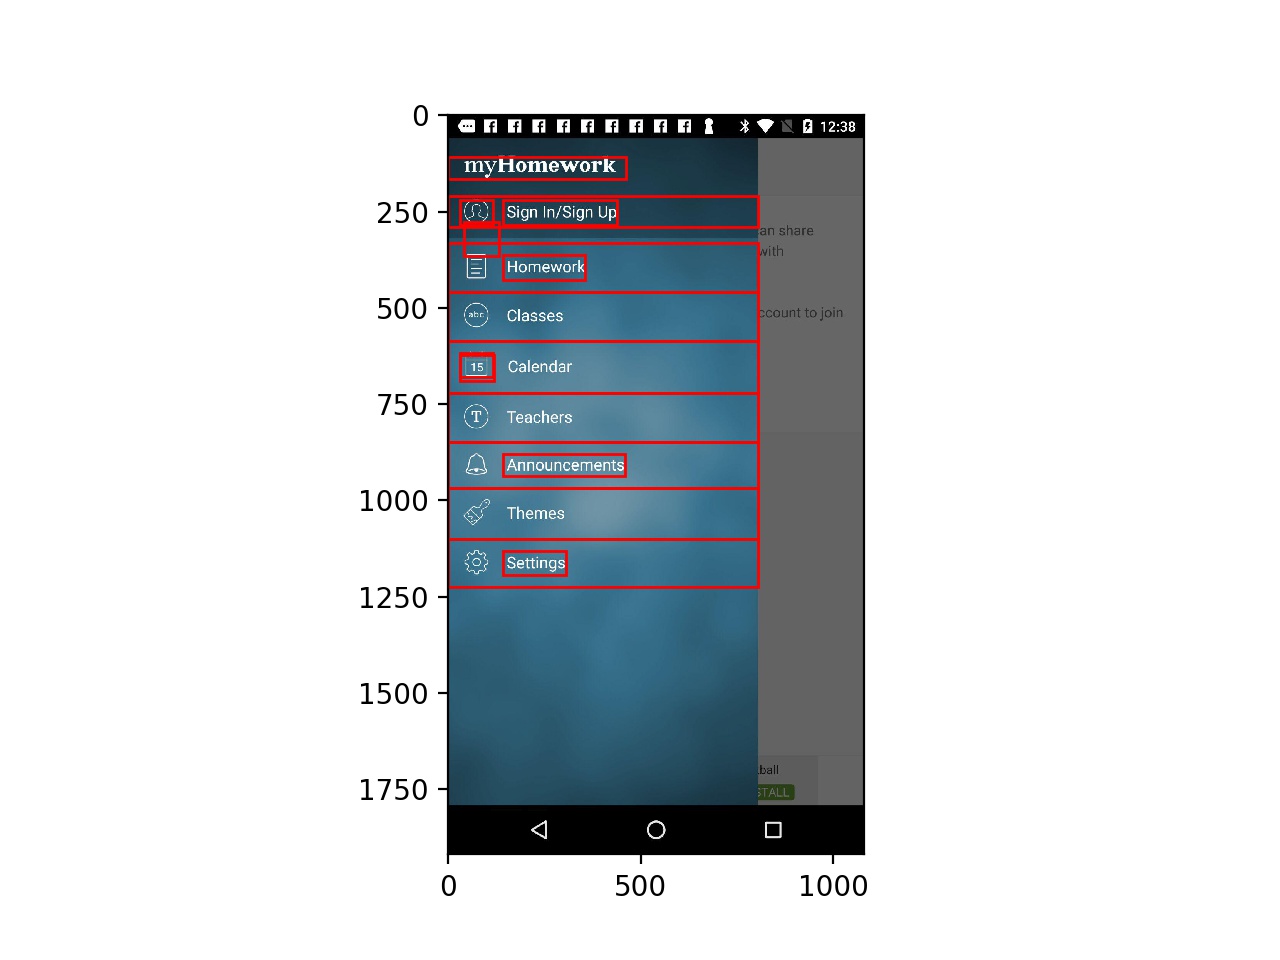 0
12:38
myHomework
250
Sign In/Sign Up
an share
with
Homework
500
abc
Classes
ccount to join
15
Calendar
750
T
Teachers
Announcements
1000
Themes
Settings
1250
1500
1750
ball
STALL
0
500
1000